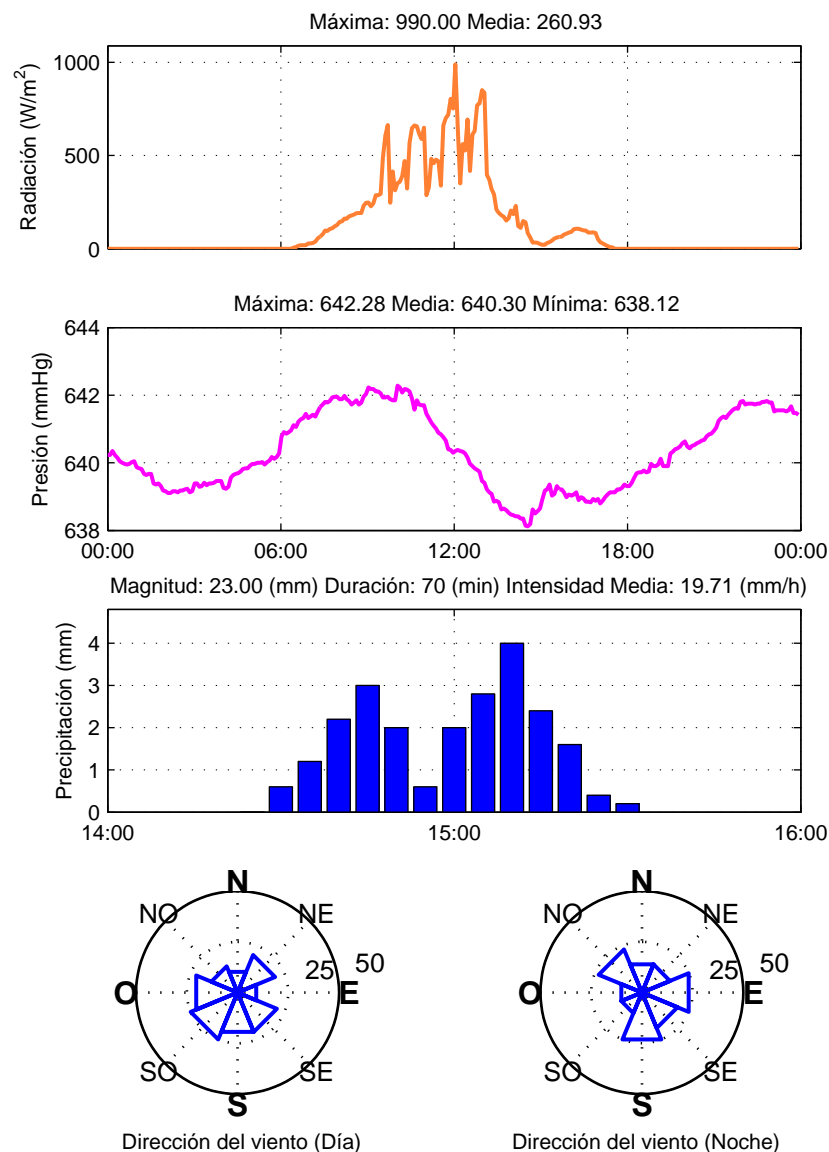 Máxima: 990.00 Media: 260.93
1000
500
0
Radiación (W/m²)
Máxima: 642.28 Media: 640.30 Mínima: 638.12
644
642
640
638
Presión (mmHg)
00:00 06:00 12:00 18:00 00:00
Magnitud: 23.00 (mm) Duración: 70 (min) Intensidad Media: 19.71 (mm/h)
4
3
2
1
0
Precipitación (mm)
14:00 15:00 16:00
N
NO NE
25 50
O E
SO SE
S
Dirección del viento (Día)
N
NO NE
25 50
O E
SO SE
S
Dirección del viento (Noche)